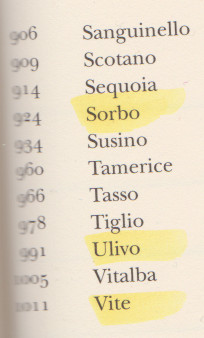 906 Sanguinello
909 Scotano
914 Sequoia
924 Sorbo
934 Susino
960 Tamerice
966 Tasso
978 Tiglio
991 Ulivo
1005 Vitalba
1011 Vite